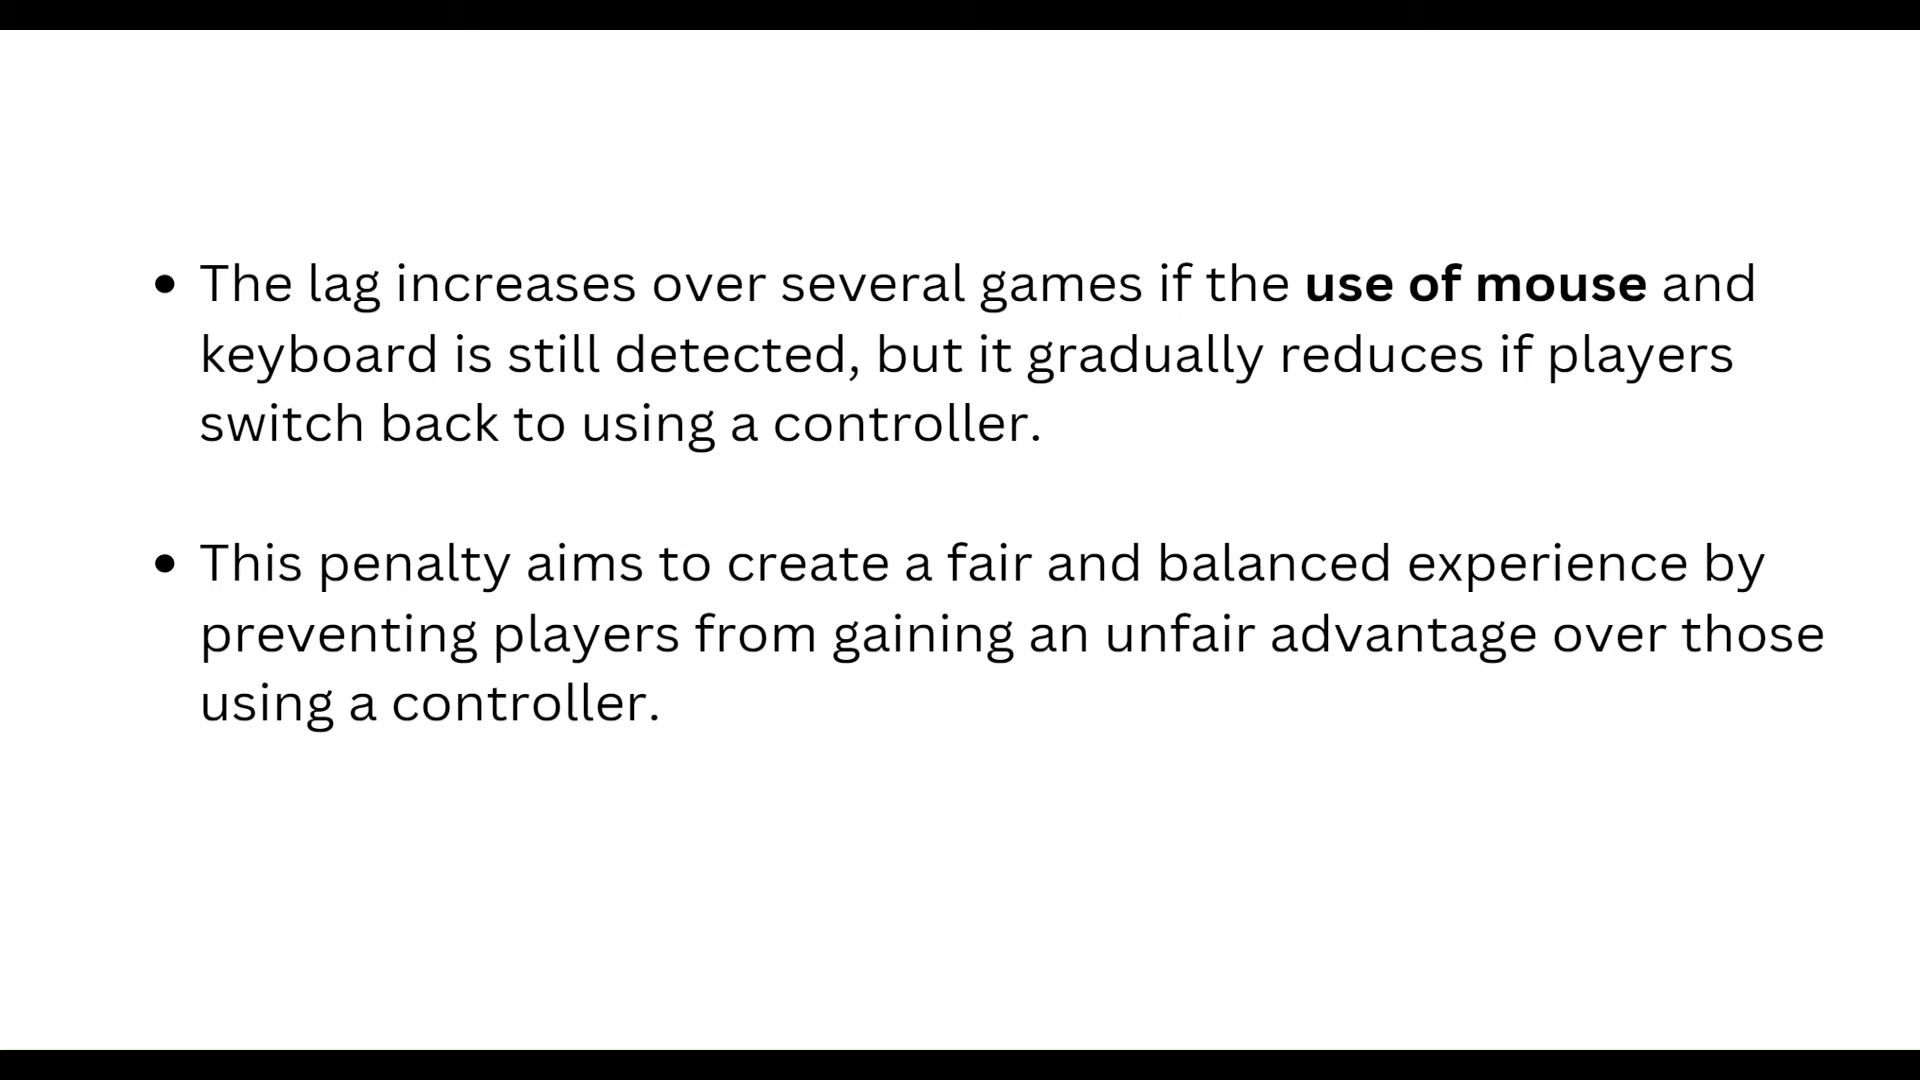 • The lag increases over several games if the use of mouse and
keyboard is still detected, but it gradually reduces if players
switch back to using a controller.
• This penalty aims to create a fair and balanced experience by
preventing players from gaining an unfair advantage over those
using a controller.